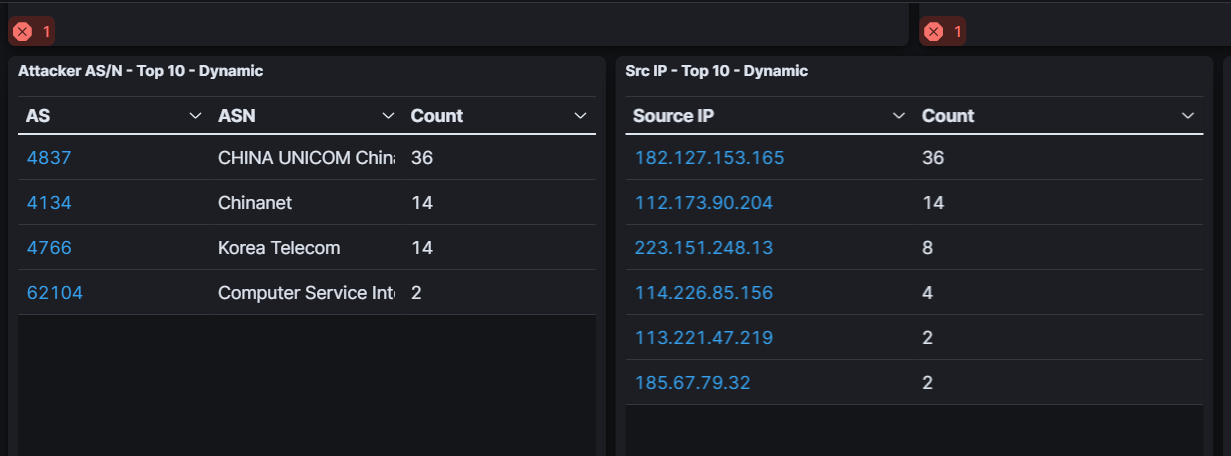 1
1
Attacker AS/N - Top 10 - Dynamic
AS ASN Count
4837 CHINA UNICOM Chin 36
4134 Chinanet 14
4766 Korea Telecom 14
62104 Computer Service Int 2
Src IP - Top 10 - Dynamic
Source IP Count
182.127.153.165 36
112.173.90.204 14
223.151.248.13 8
114.226.85.156 4
113.221.47.219 2
185.67.79.32 2